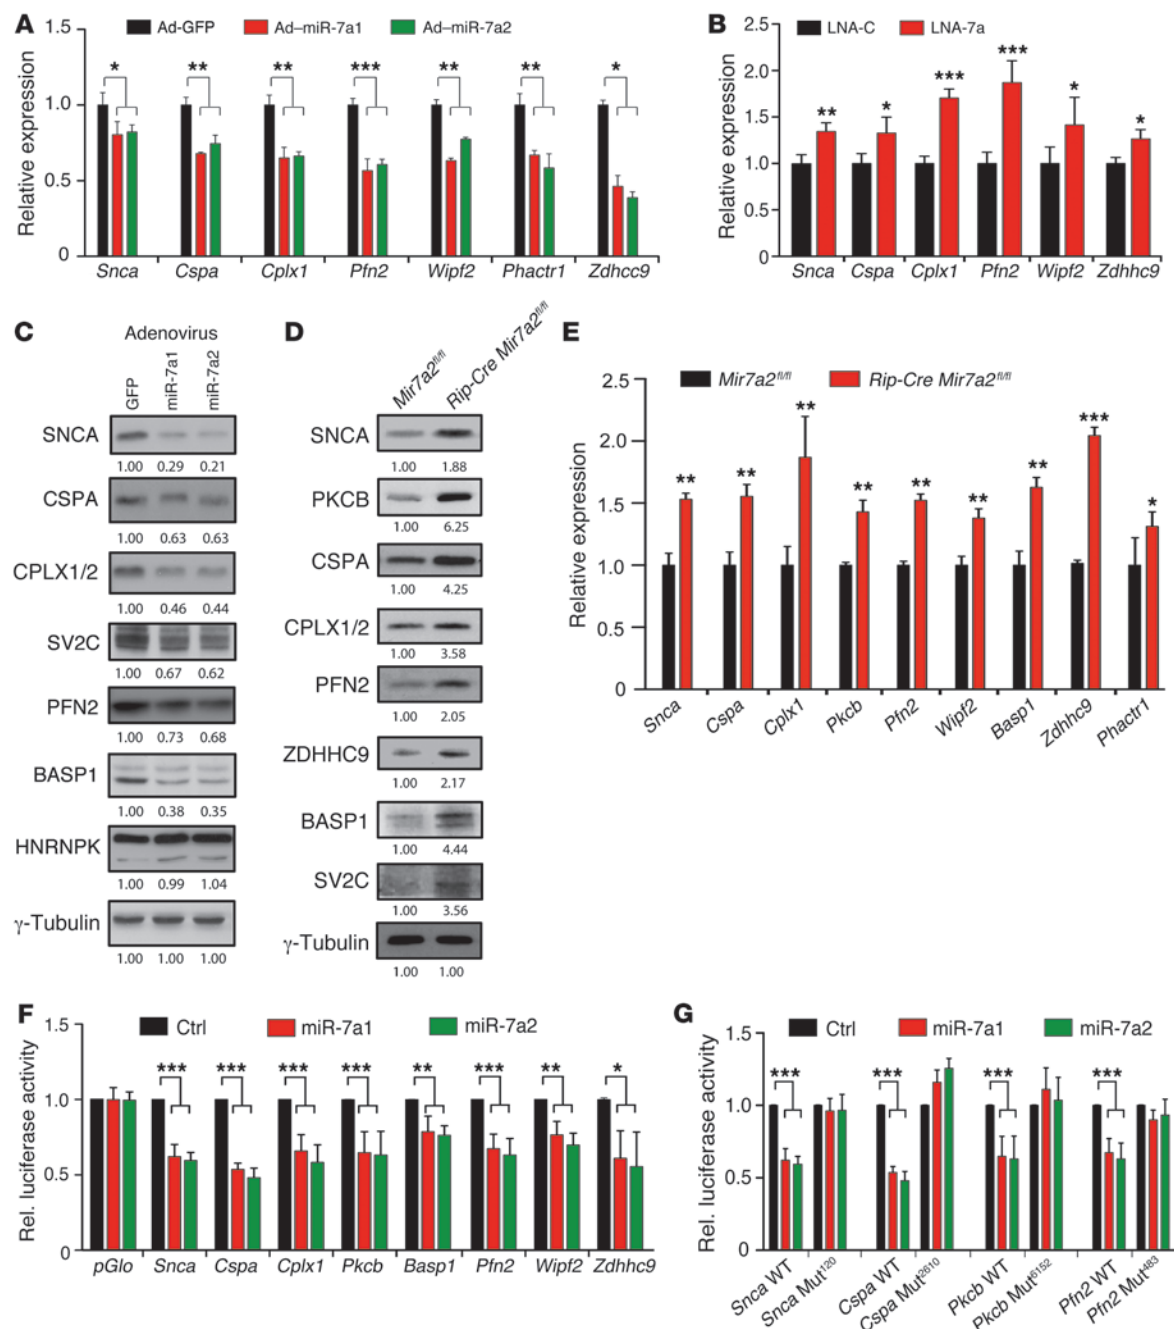 A
1.5
Ad-GFP Ad–miR-7a1 Ad–miR-7a2
Relative expression
* ** ** *** ** ** *
1.0
0.5
0
Snca Cspa Cplx1 Pfn2 Wipf2 Phactr1 Zdhcc9
B
LNA-C LNA-7a
Relative expression
2.5
2.0
1.5
1.0
0.5
0
** * *** *** * *
Snca Cspa Cplx1 Pfn2 Wipf2 Zdhhc9
C
Adenovirus
GFP miR-7a1 miR-7a2
SNCA
1.00 0.29 0.21
CSPA
1.00 0.63 0.63
CPLX1/2
1.00 0.46 0.44
SV2C
1.00 0.67 0.62
PFN2
1.00 0.73 0.68
BASP1
1.00 0.38 0.35
HNRNPK
1.00 0.99 1.04
γ-Tubulin
1.00 1.00 1.00
D
Mir7a2fl/fl Rip-Cre Mir7a2fl/fl
SNCA
1.00 1.88
PKCB
1.00 6.25
CSPA
1.00 4.25
CPLX1/2
1.00 3.58
PFN2
1.00 2.05
ZDHHC9
1.00 2.17
BASP1
1.00 4.44
SV2C
1.00 3.56
γ-Tubulin
1.00 1.00
E
Mir7a2fl/fl Rip-Cre Mir7a2fl/fl
Relative expression
2.5
2.0
1.5
1.0
0.5
0
** ** ** ** ** ** ** *** *
Snca Cspa Cplx1 Pkcb Pfn2 Wipf2 Basp1 Zdhhc9 Phactr1
F
1.5
Ctrl miR-7a1 miR-7a2
Rel. luciferase activity
*** *** *** *** ** *** ** *
1.0
0.5
0
pGlo Snca Cspa Cplx1 Pkcb Basp1 Pfn2 Wipf2 Zdhhc9
G
Ctrl miR-7a1 miR-7a2
Rel. luciferase activity
1.5
*** *** *** ***
1.0
0.5
0
Snca WT Snca Mut120 Cspa WT Cspa Mut2610 Pkcb WT Pkcb Mut6152 Pfn2 WT Pfn2 Mut483